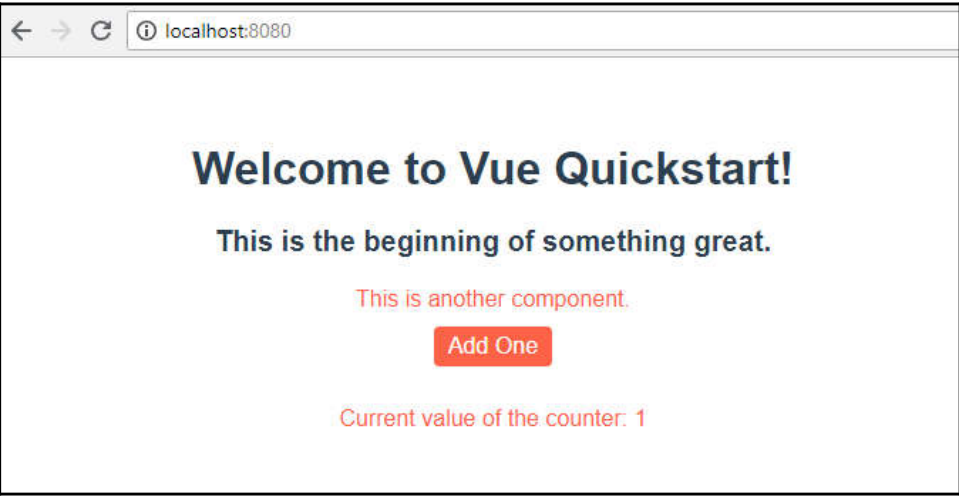 localhost:8080
Welcome to Vue Quickstart!
This is the beginning of something great.
This is another component.
Add One
Current value of the counter: 1